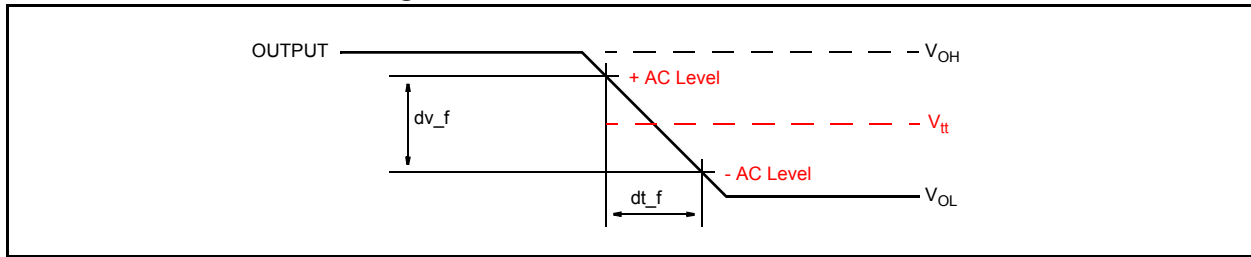 OUTPUT
V_OH
+ AC Level
dv_f
V_tt
- AC Level
dt_f
V_OL